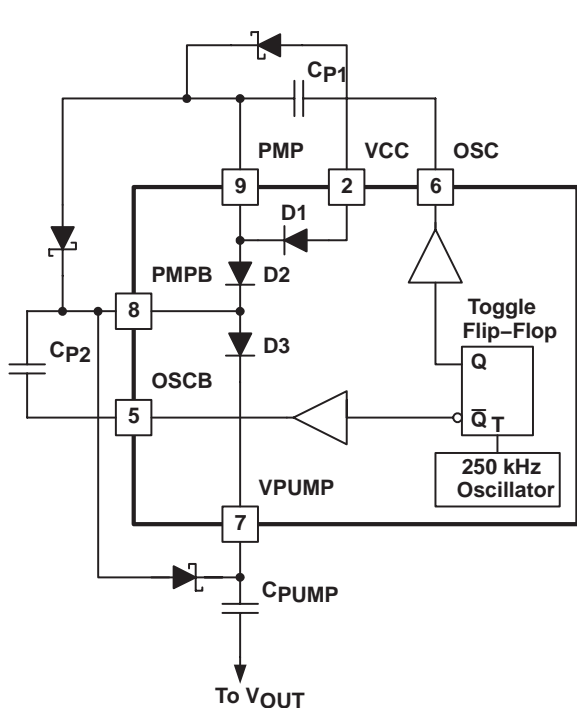 CP1
PMP
VCC
OSC
9
2
6
D1
PMPB
D2
8
Toggle
Flip–Flop
CP2
D3
Q
OSCB
5
Q̅ T
250 kHz
Oscillator
VPUMP
7
CPUMP
To VOUT